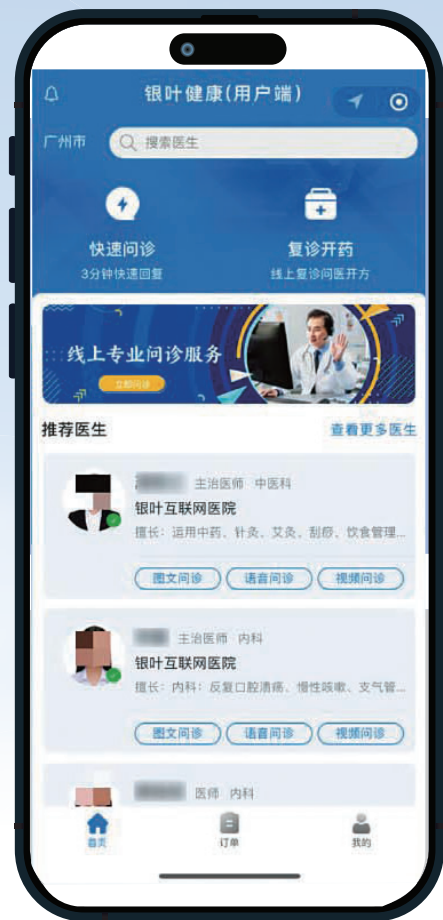 银叶健康(用户端)
广州市
搜索医生
快速问诊
复诊开药
3分钟快速回复
线上复诊问医开方
线上专业问诊服务
立即问诊
推荐医生
查看更多医生
主治医师 中医科
银叶互联网医院
擅长：运用中药、针灸、艾灸、刮痧、饮食管理...
图文问诊
语音问诊
视频问诊
主治医师 内科
银叶互联网医院
擅长：内科：反复口腔溃疡、慢性咳嗽、支气管...
图文问诊
语音问诊
视频问诊
医师 内科
首页
订单
我的